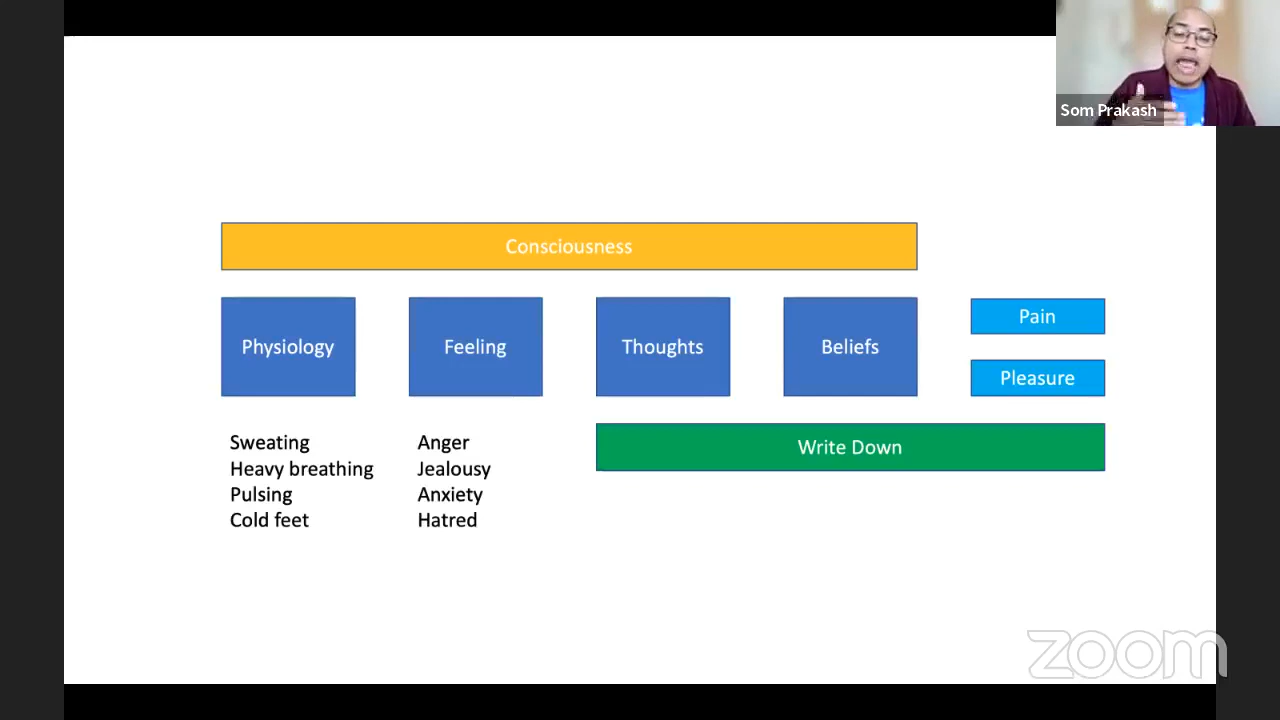 Som Prakash
Consciousness
Physiology
Feeling
Thoughts
Beliefs
Pain
Pleasure
Sweating
Heavy breathing
Pulsing
Cold feet
Anger
Jealousy
Anxiety
Hatred
Write Down
zoom